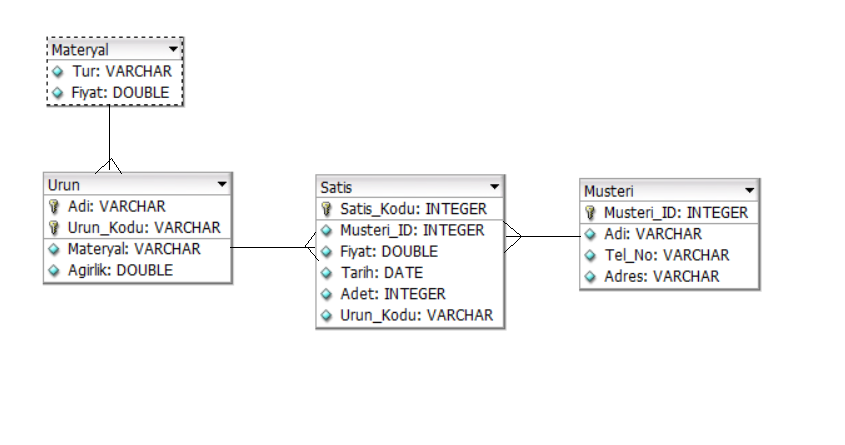 Materyal
Tur: VARCHAR
Fiyat: DOUBLE
Urun
Adi: VARCHAR
Urun_Kodu: VARCHAR
Materyal: VARCHAR
Agirlik: DOUBLE
Satis
Satis_Kodu: INTEGER
Musteri_ID: INTEGER
Fiyat: DOUBLE
Tarih: DATE
Adet: INTEGER
Urun_Kodu: VARCHAR
Musteri
Musteri_ID: INTEGER
Adi: VARCHAR
Tel_No: VARCHAR
Adres: VARCHAR